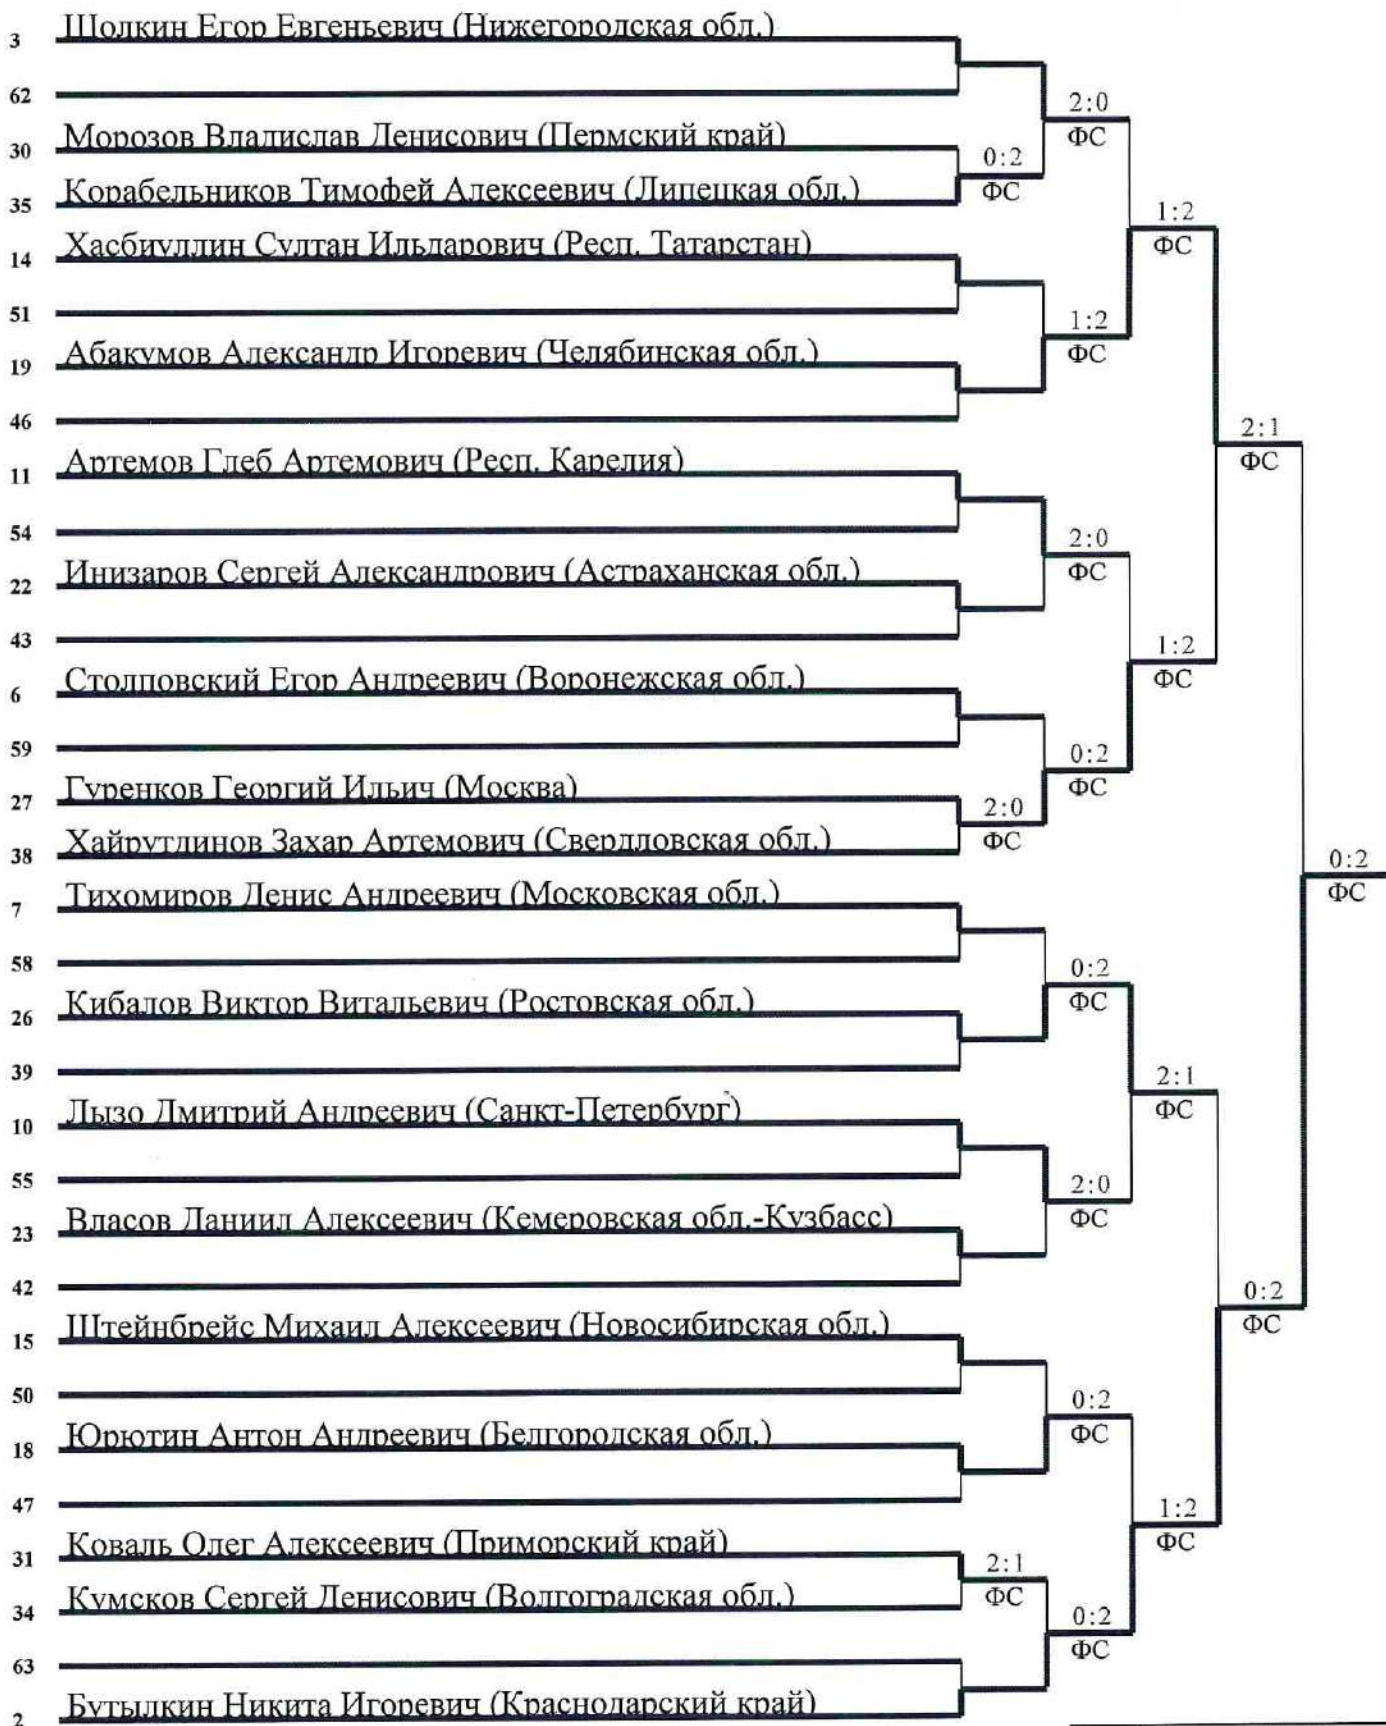 3 Шолкин Егор Евгеньевич (Нижегородская обл.)
62
2:0
ФС
30 Морозов Владислав Денисович (Пермский край)
0:2
ФС
35 Корабельников Тимофей Алексеевич (Липецкая обл.)
1:2
ФС
14 Хасбиуллин Султан Ильдарович (Респ. Татарстан)
51
1:2
ФС
19 Абакумов Александр Игоревич (Челябинская обл.)
46
2:1
ФС
11 Артемов Глеб Артемович (Респ. Карелия)
54
2:0
ФС
22 Инизаров Сергей Александрович (Астраханская обл.)
43
1:2
ФС
6 Столповский Егор Андреевич (Воронежская обл.)
59
0:2
ФС
27 Гуренков Георгий Ильич (Москва)
2:0
ФС
38 Хайрутдинов Захар Артемович (Свердловская обл.)
0:2
ФС
7 Тихомиров Денис Андреевич (Московская обл.)
58
0:2
ФС
26 Кибалов Виктор Витальевич (Ростовская обл.)
39
2:1
ФС
10 Лызо Дмитрий Андреевич (Санкт-Петербург)
55
2:0
ФС
23 Власов Даниил Алексеевич (Кемеровская обл.-Кузбасс)
42
0:2
ФС
15 Штейнбрейс Михаил Алексеевич (Новосибирская обл.)
50
0:2
ФС
18 Юрютин Антон Андреевич (Белгородская обл.)
47
1:2
ФС
31 Коваль Олег Алексеевич (Приморский край)
2:1
ФС
34 Кумсков Сергей Денисович (Волгоградская обл.)
0:2
ФС
63
2 Бутылкин Никита Игоревич (Краснодарский край)